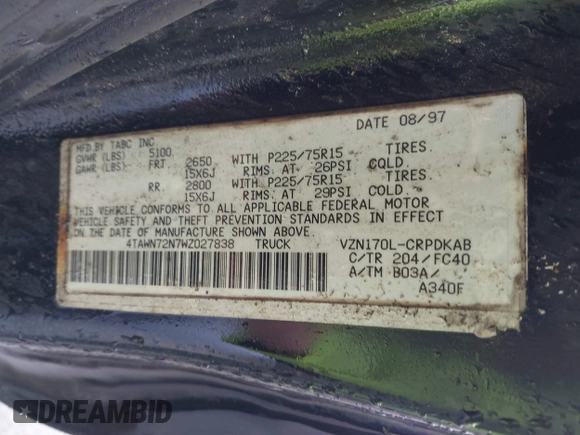 DATE 08/97
MFD.BY TABC INC.
GVWR (LBS) 5100
GAWR (LBS) FRT 2650 WITH P225/75R15 TIRES.
15X6J RIMS. AT 26PSI COLD.
RR 2800 WITH P225/75R15 TIRES.
15X6J RIMS. AT 29PSI COLD.
THIS VEHICLE CONFORMS TO ALL APPLICABLE FEDERAL MOTOR
VEHICLE SAFETY AND THEFT PREVENTION STANDARDS IN EFFECT
ON THE DATE OF MANUFACTURE SHOWN ABOVE.
4TAWN72N7WZ027838 TRUCK VZN170L-CRPDKAB
C/TR 204/FC40
A/TM B03A/
A340F
DREAMBID